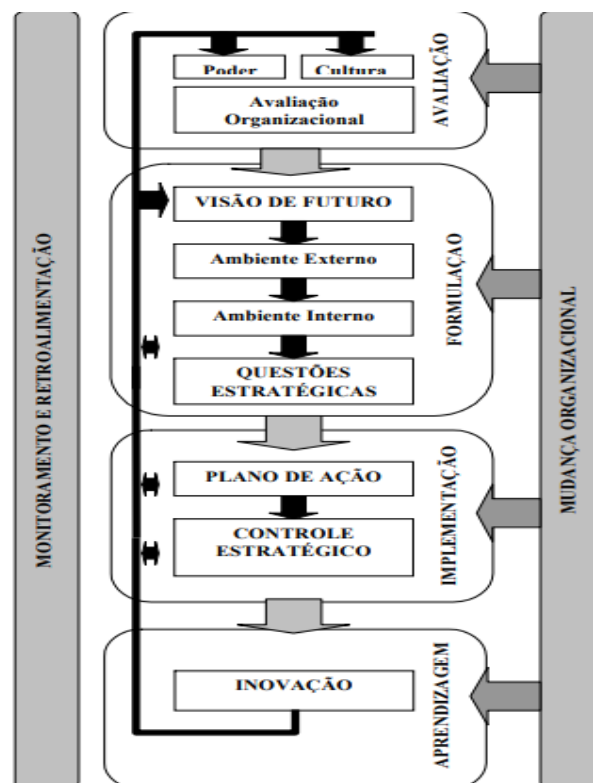 MONITORAMENTO E RETROALIMENTAÇÃO
Poder
Cultura
Avaliação
Organizacional
AVALIAÇÃO
VISÃO DE FUTURO
Ambiente Externo
Ambiente Interno
QUESTÕES
ESTRATÉGICAS
FORMULAÇAO
PLANO DE AÇÃO
CONTROLE
ESTRATÉGICO
IMPLEMENTAÇÃO
INOVAÇÃO
APRENDIZAGEM
MUDANÇA ORGANIZACIONAL